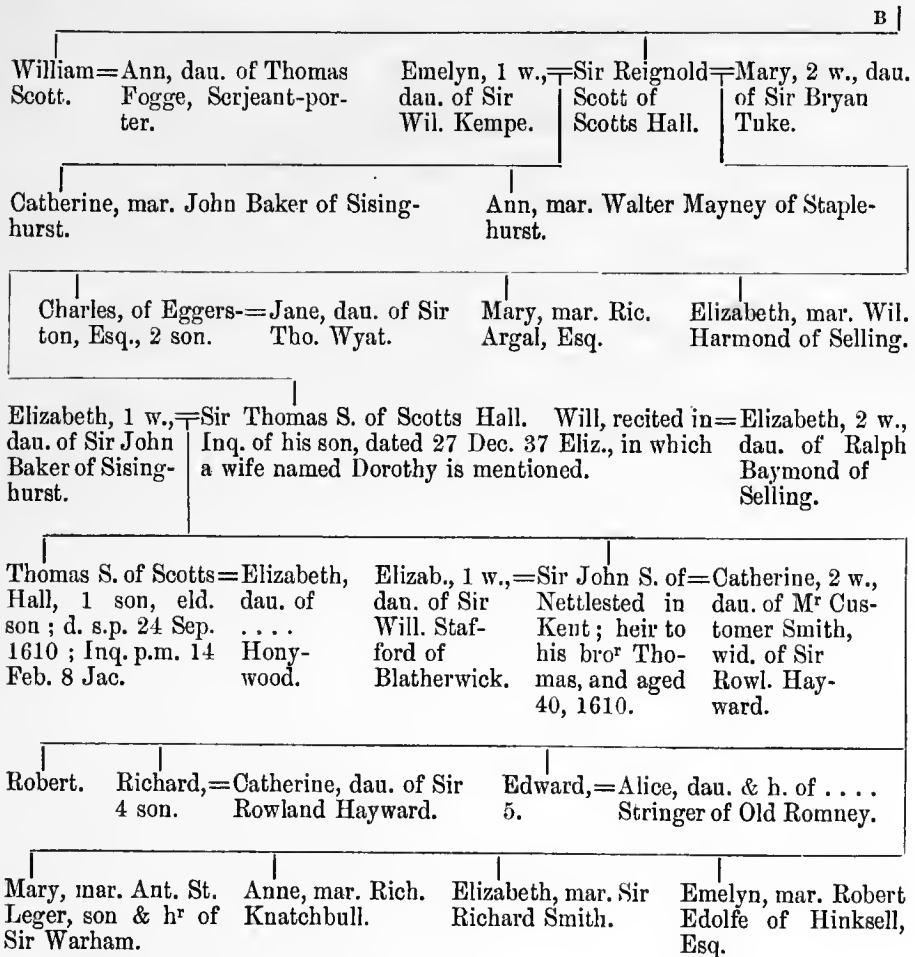 B
William= Ann, dau. of Thomas
Scott. Fogge, Serjeant-por-
ter.
Emelyn, 1 w.,=Sir Reignold=Mary, 2 w., dau.
dau. of Sir Scott of of Sir Bryan
Wil. Kempe. Scotts Hall. Tuke.
Catherine, mar. John Baker of Sising-
hurst.
Ann, mar. Walter Mayney of Staple-
hurst.
Charles, of Eggers-=Jane, dau. of Sir
ton, Esq., 2 son. Tho. Wyat.
Mary, mar. Ric.
Argal, Esq.
Elizabeth, mar. Wil.
Harmond of Selling.
Elizabeth, 1 w.,=Sir Thomas S. of Scotts Hall. Will, recited in=Elizabeth, 2 w.,
dau. of Sir John Inq. of his son, dated 27 Dec. 37 Eliz., in which dau. of Ralph
Baker of Sising- a wife named Dorothy is mentioned. Baymond of
hurst. Selling.
Thomas S. of Scotts=Elizabeth,
Hall, 1 son, eld. dau. of
son ; d. s.p. 24 Sep. . . . .
1610 ; Inq. p.m. 14 Hony-
Feb. 8 Jac. wood.
Elizab., 1 w.,=Sir John S. of=Catherine, 2 w.,
dau. of Sir Nettlested in dau. of Mr Cus-
Will. Staf- Kent ; heir to tomer Smith,
ford of his bror Tho- wid. of Sir
Blatherwick. mas, and aged Rowl. Hay-
40, 1610. ward.
Robert.
Richard,=Catherine, dau. of Sir
4 son. Rowland Hayward.
Edward,=Alice, dau. & h. of . . . .
5. Stringer of Old Romney.
Mary, mar. Ant. St.
Leger, son & hr of
Sir Warham.
Anne, mar. Rich.
Knatchbull.
Elizabeth, mar. Sir
Richard Smith.
Emelyn, mar. Robert
Edolfe of Hinksell,
Esq.